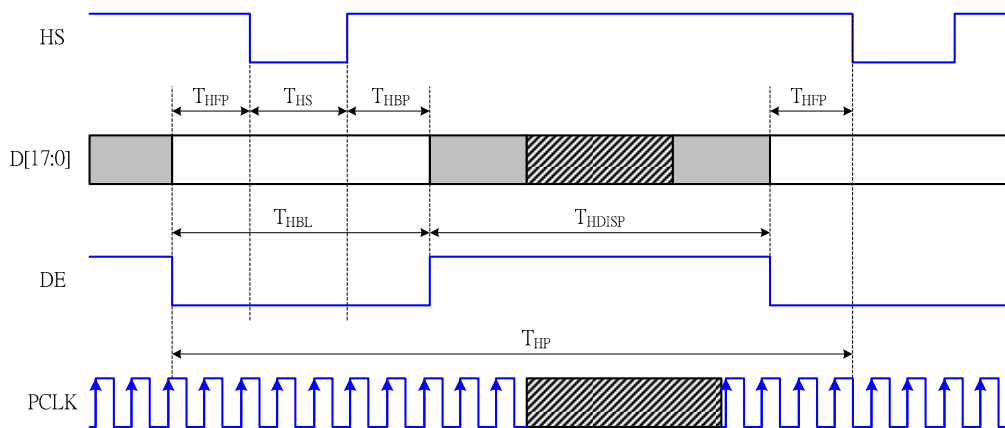 HS
THFP THS THBP THFP
D[17:0]
THBL THDISP
DE
THP
PCLK